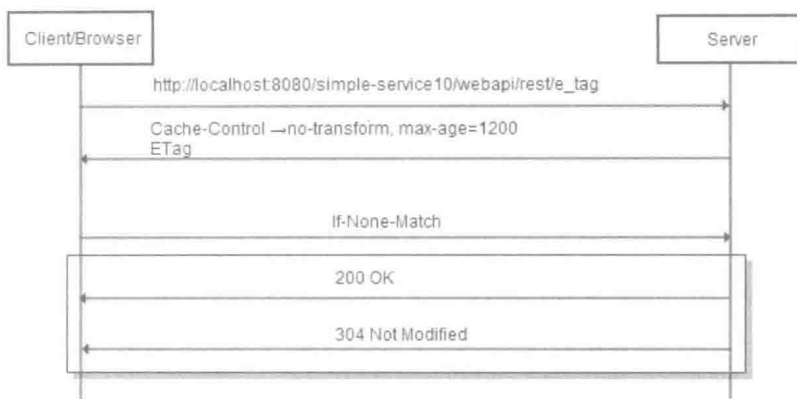 Client/Browser
Server
http://localhost:8080/simple-service10/webapi/rest/e_tag
Cache-Control →no-transform, max-age=1200
ETag
If-None-Match
200 OK
304 Not Modified